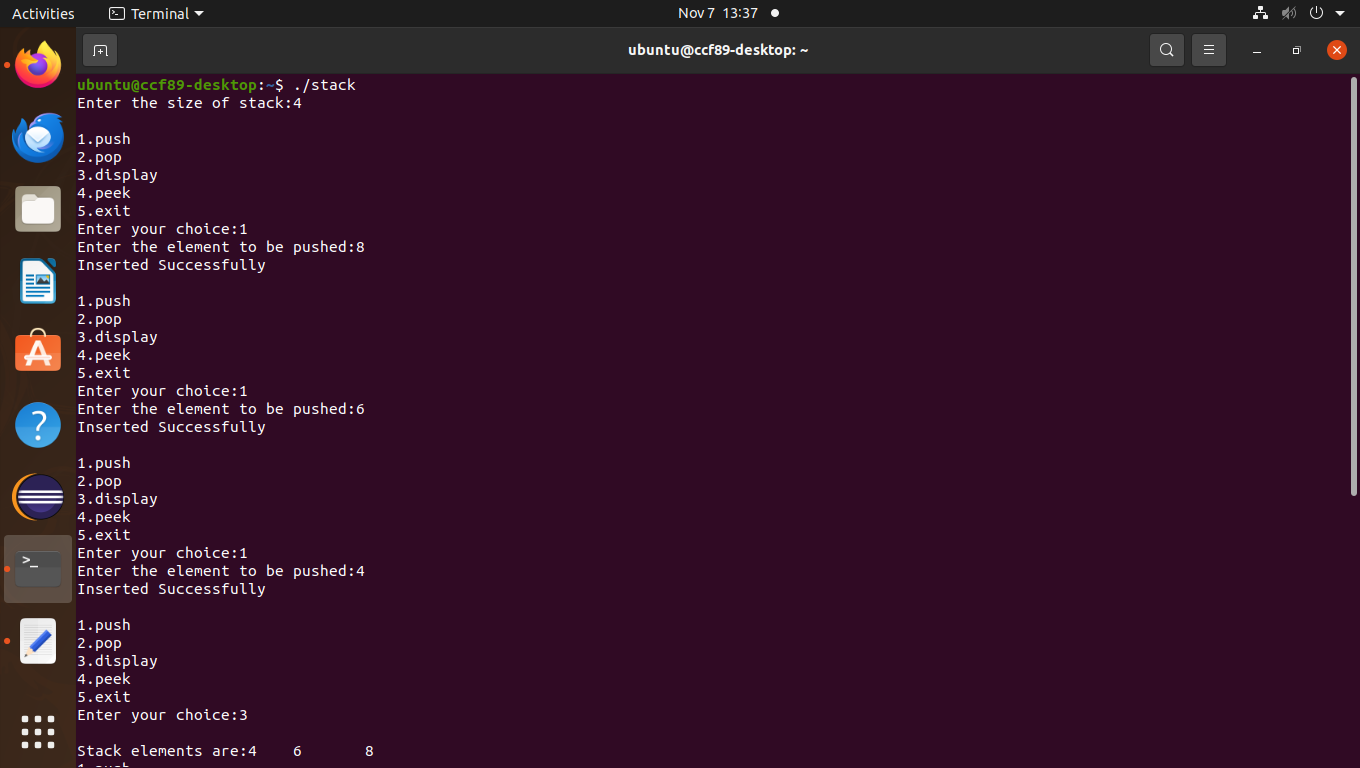 Activities Terminal Nov 7 13:37
ubuntu@ccf89-desktop: ~
ubuntu@ccf89-desktop:~$ ./stack
Enter the size of stack:4
1.push
2.pop
3.display
4.peek
5.exit
Enter your choice:1
Enter the element to be pushed:8
Inserted Successfully
1.push
2.pop
3.display
4.peek
5.exit
Enter your choice:1
Enter the element to be pushed:6
Inserted Successfully
1.push
2.pop
3.display
4.peek
5.exit
Enter your choice:1
Enter the element to be pushed:4
Inserted Successfully
1.push
2.pop
3.display
4.peek
5.exit
Enter your choice:3
Stack elements are:4 6 8
1.push